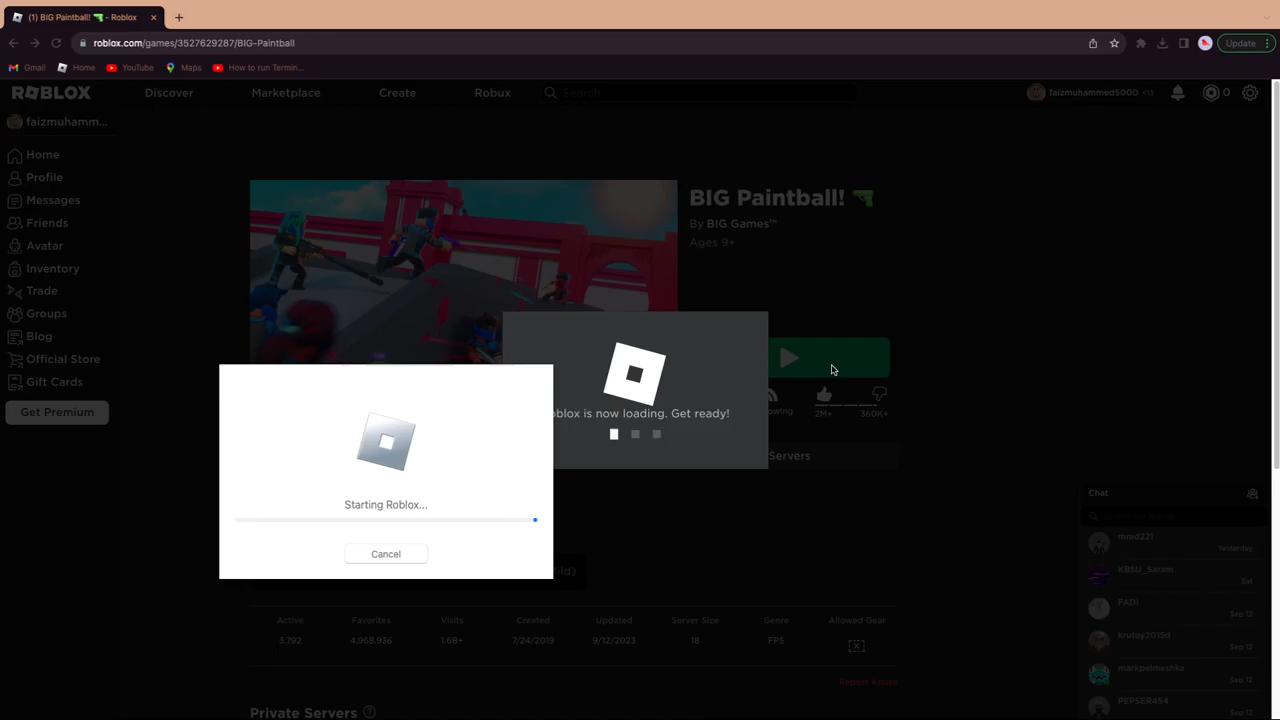 (1) BIG Paintball! 🔫 - Roblox
roblox.com/games/3527629287/BIG-Paintball
Update
Gmail
Home
YouTube
Maps
How to run Termin...
ROBLOX
Discover
Marketplace
Create
Robux
Search
faizmuhammed5000 <13
0
faizmuhamm...
Home
Profile
Messages
Friends
Avatar
Inventory
Trade
Groups
Blog
Official Store
Gift Cards
Get Premium
BIG Paintball! 🔫
By BIG Games™
Ages 9+
oblox is now loading. Get ready!
2M+
360K+
Servers
Starting Roblox...
Cancel
Active
Favorites
Visits
Created
Updated
Server Size
Genre
Allowed Gear
3,792
4,968,936
1.6B+
7/24/2019
9/12/2023
18
FPS
Report Abuse
Private Servers
Chat
mrad221
Yesterday
KBSU_Saram
Sat
FADI
Sep 12
krutoy2015d
Sep 12
markpelmeshka
Sep 12
PEPSER454
Sep 12